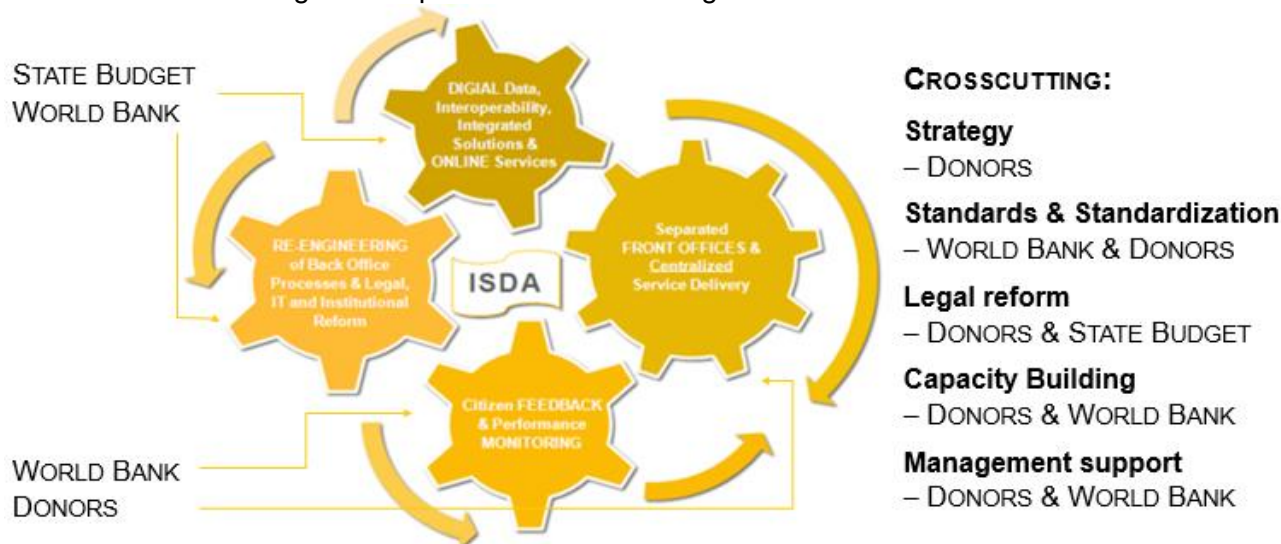 STATE BUDGET
WORLD BANK
DIGIAL Data,
Interoperability,
Integrated
Solutions &
ONLINE Services
RE-ENGINEERING
of Back Office
Processes & Legal,
IT and Institutional
Reform
ISDA
Separated
FRONT OFFICES &
Centralized
Service Delivery
Citizen FEEDBACK
& Performance
MONITORING
WORLD BANK
DONORS
CROSSCUTTING:
Strategy
– DONORS
Standards & Standardization
– WORLD BANK & DONORS
Legal reform
– DONORS & STATE BUDGET
Capacity Building
– DONORS & WORLD BANK
Management support
– DONORS & WORLD BANK